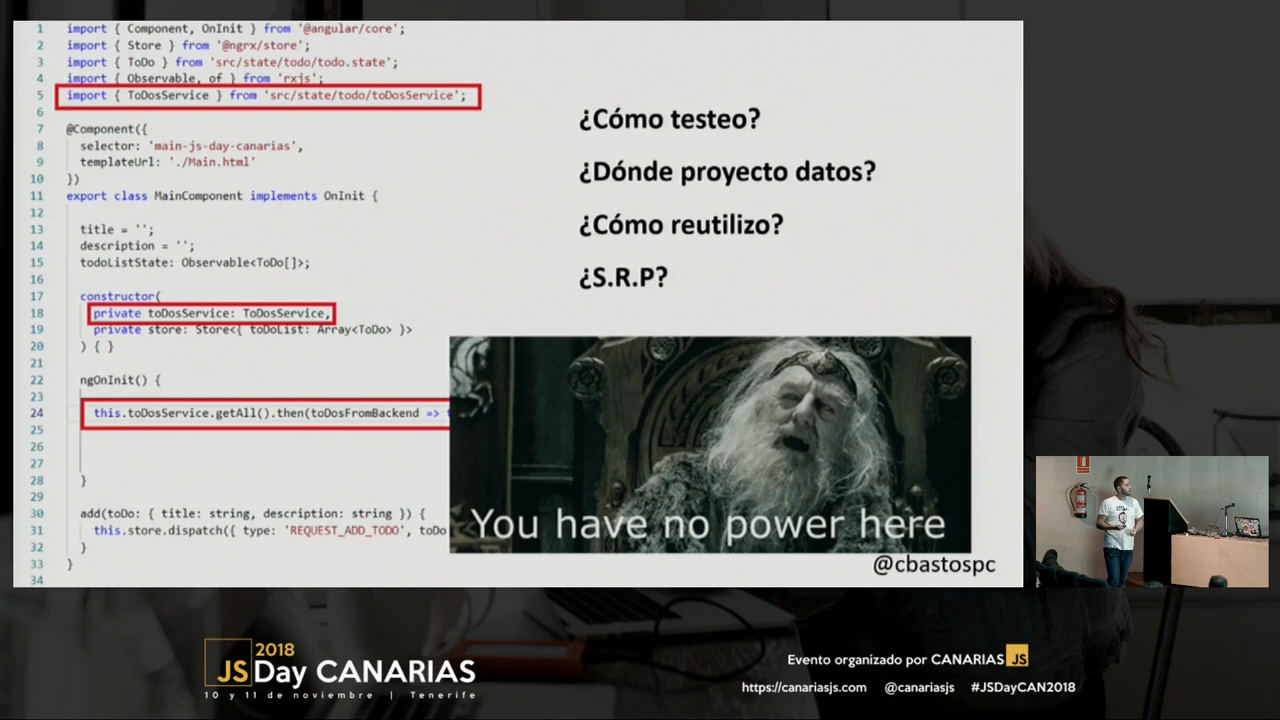 1 import { Component, OnInit } from '@angular/core';
2 import { Store } from '@ngrx/store';
3 import { ToDo } from 'src/state/todo/todo.state';
4 import { Observable, of } from 'rxjs';
5 import { ToDosService } from 'src/state/todo/toDosService';
6
7 @Component({
8 selector: 'main-js-day-canarias',
9 templateUrl: './Main.html'
10 })
11 export class MainComponent implements OnInit {
12
13 title = '';
14 description = '';
15 todoListState: Observable<ToDo[]>;
16
17 constructor(
18 private toDosService: ToDosService,
19 private store: Store<{ toDoList: Array<ToDo> }>
20 ) { }
21
22 ngOnInit() {
23
24 this.toDosService.getAll().then(toDosFromBackend =>
25
26
27
28 }
29
30 add(toDo: { title: string, description: string }) {
31 this.store.dispatch({ type: 'REQUEST_ADD_TODO', toDo
32 }
33 }
34
¿Cómo testeo?
¿Dónde proyecto datos?
¿Cómo reutilizo?
¿S.R.P?
You have no power here
@cbastospc
2018
JSDay CANARIAS
10 y 11 de noviembre | Tenerife
Evento organizado por CANARIAS JS
https://canariasjs.com @canariasjs #JSDayCAN2018